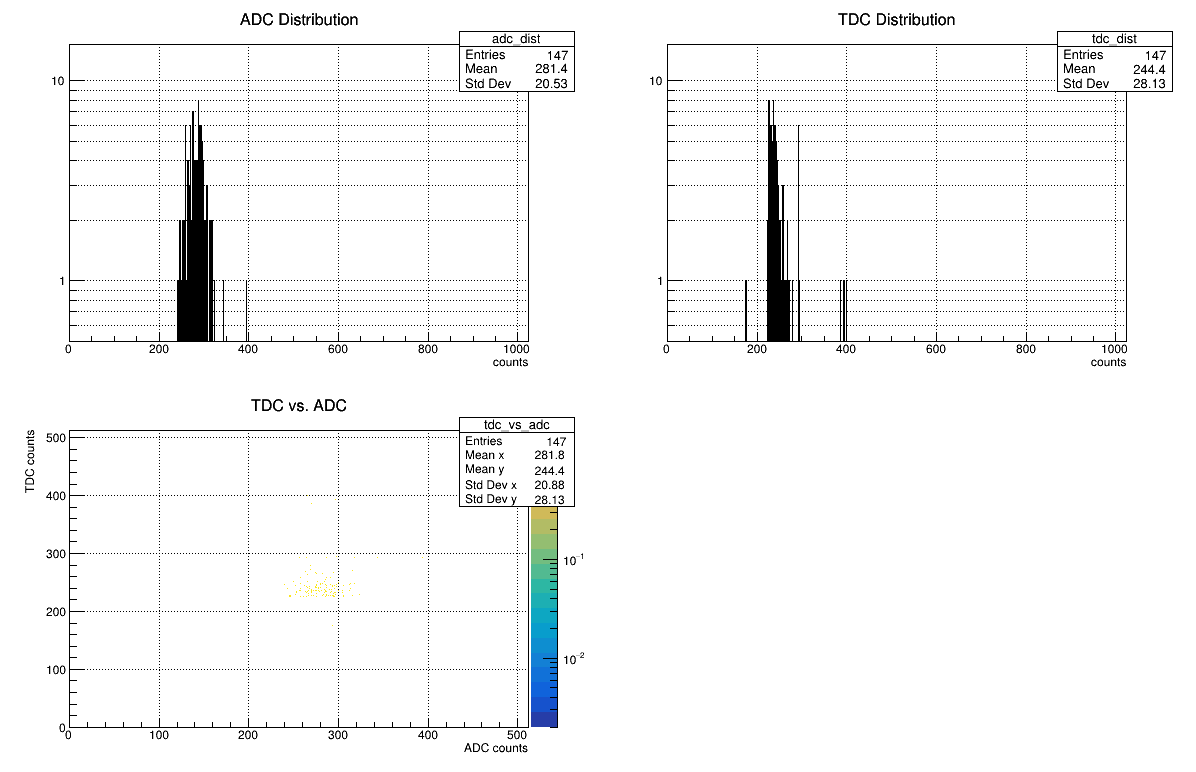 ADC Distribution
adc_dist
Entries 147
Mean 281.4
Std Dev 20.53
10
1
0 200 400 600 800 1000
counts
TDC Distribution
tdc_dist
Entries 147
Mean 244.4
Std Dev 28.13
10
1
0 200 400 600 800 1000
counts
TDC vs. ADC
tdc_vs_adc
Entries 147
Mean x 281.8
Mean y 244.4
Std Dev x 20.88
Std Dev y 28.13
TDC counts
500
400
300
200
100
0
0 100 200 300 400 500
ADC counts
10⁻¹
10⁻²